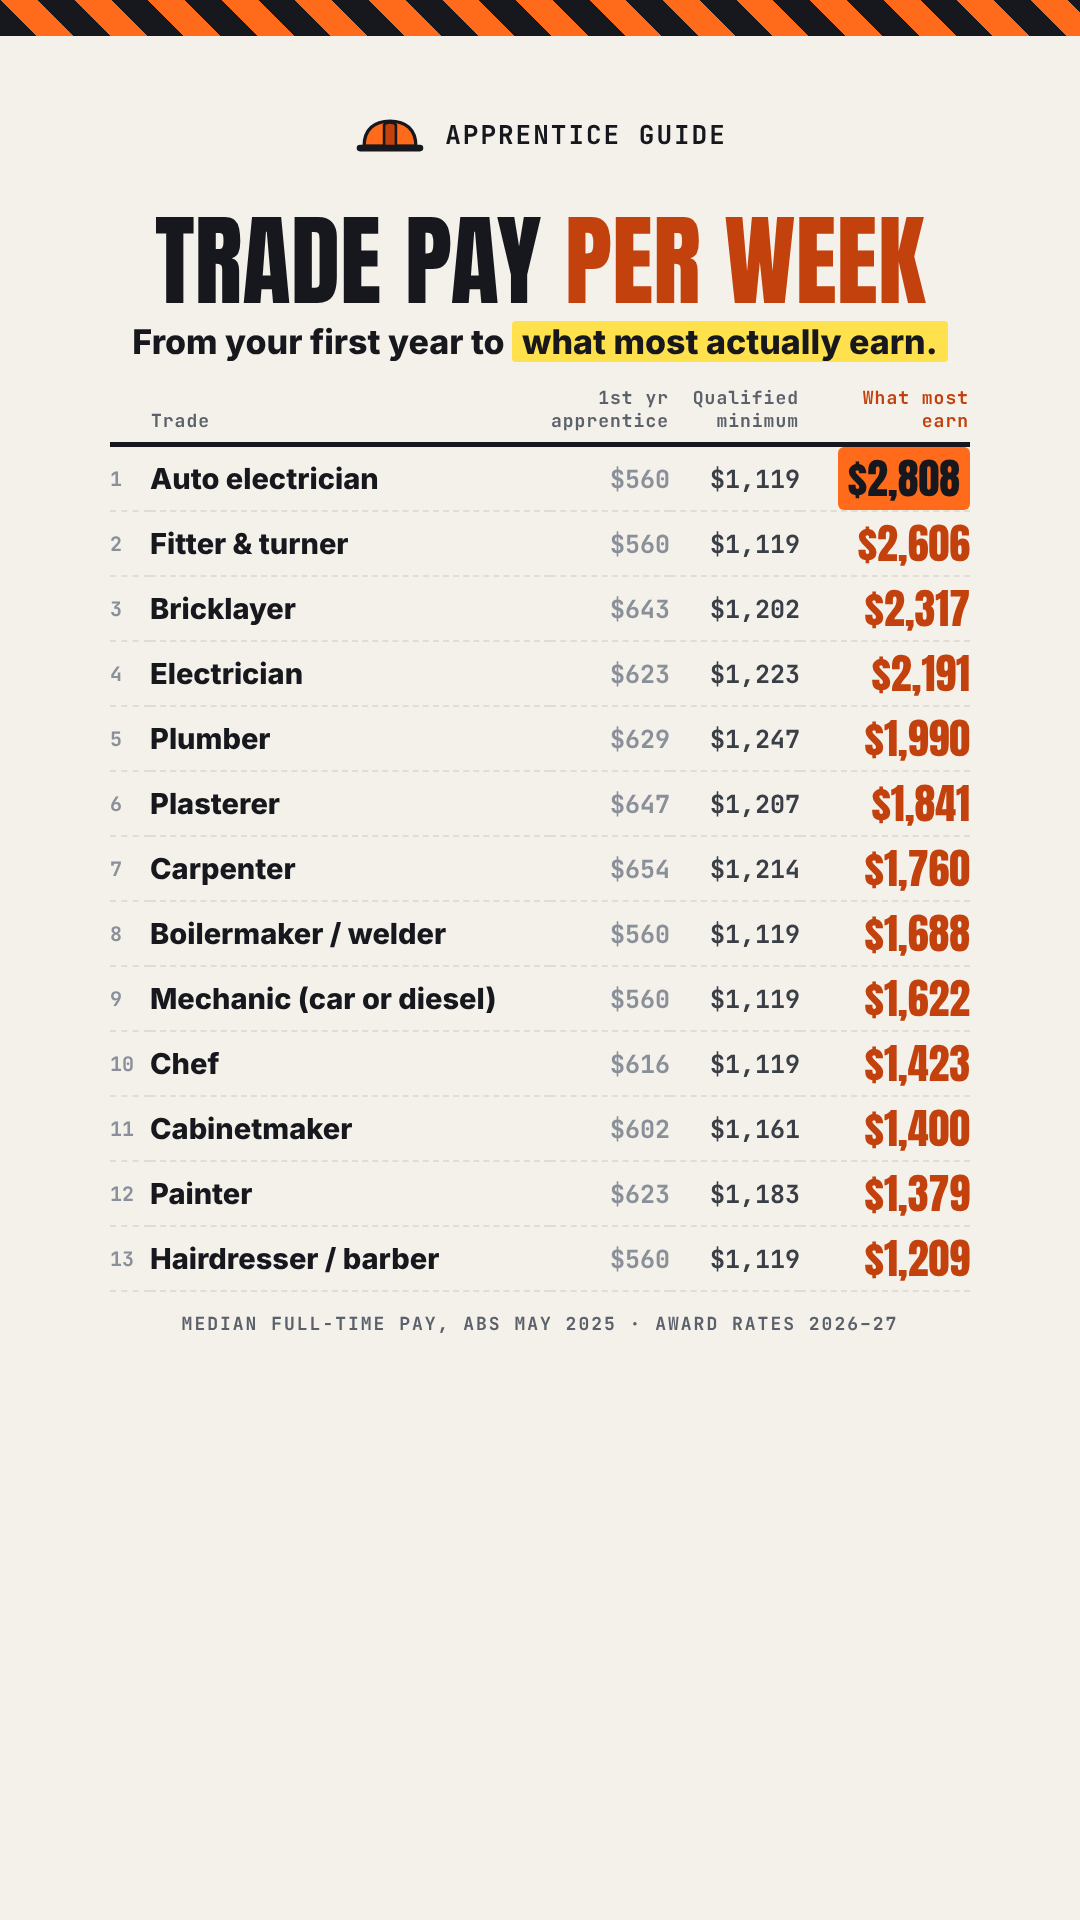 APPRENTICE GUIDE
TRADE PAY PER WEEK
From your first year to what most actually earn.
Trade 1st yr apprentice Qualified minimum What most earn
1 Auto electrician $560 $1,119 $2,808
2 Fitter & turner $560 $1,119 $2,606
3 Bricklayer $643 $1,202 $2,317
4 Electrician $623 $1,223 $2,191
5 Plumber $629 $1,247 $1,990
6 Plasterer $647 $1,207 $1,841
7 Carpenter $654 $1,214 $1,760
8 Boilermaker / welder $560 $1,119 $1,688
9 Mechanic (car or diesel) $560 $1,119 $1,622
10 Chef $616 $1,119 $1,423
11 Cabinetmaker $602 $1,161 $1,400
12 Painter $623 $1,183 $1,379
13 Hairdresser / barber $560 $1,119 $1,209
MEDIAN FULL-TIME PAY, ABS MAY 2025 · AWARD RATES 2026–27